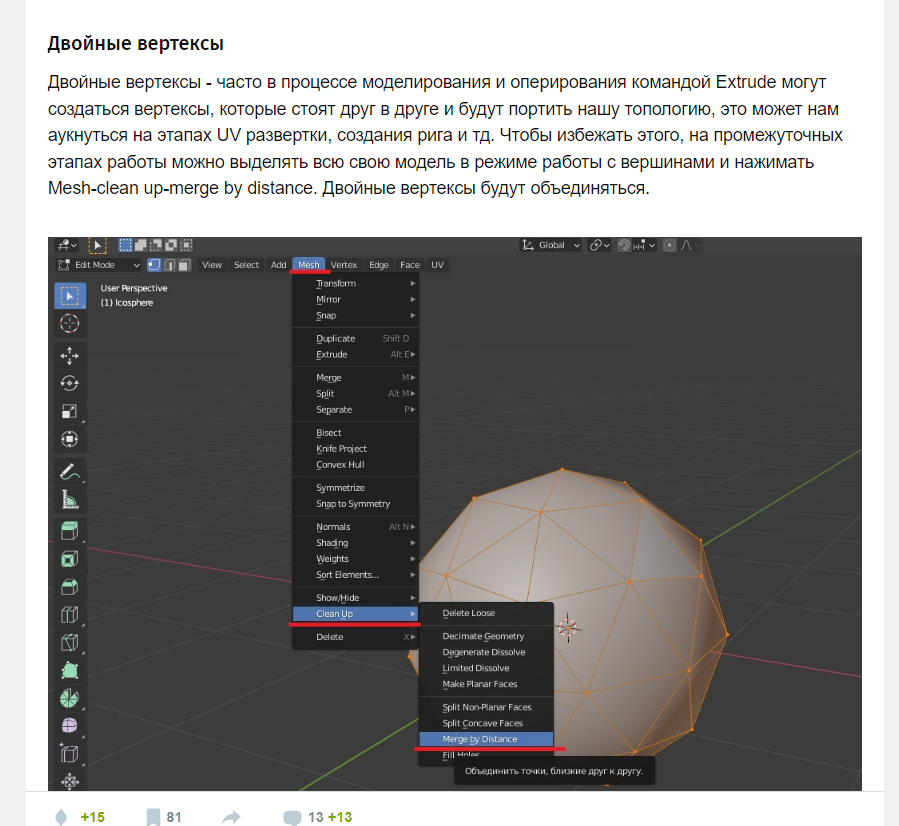 Двойные вертексы
Двойные вертексы - часто в процессе моделирования и оперирования командой Extrude могут
создаться вертексы, которые стоят друг в друге и будут портить нашу топологию, это может нам
аукнуться на этапах UV развертки, создания рига и тд. Чтобы избежать этого, на промежуточных
этапах работы можно выделять всю свою модель в режиме работы с вершинами и нажимать
Mesh-clean up-merge by distance. Двойные вертексы будут объединяться.
Global
Edit Mode View Select Add Mesh Vertex Edge Face UV
User Perspective
(1) Icosphere
Transform
Mirror
Snap
Duplicate Shift D
Extrude Alt E
Merge M
Split Alt M
Separate P
Bisect
Knife Project
Convex Hull
Symmetrize
Snap to Symmetry
Normals Alt N
Shading
Weights
Sort Elements...
Show/Hide
Clean Up
Delete X
Delete Loose
Decimate Geometry
Degenerate Dissolve
Limited Dissolve
Make Planar Faces
Split Non-Planar Faces
Split Concave Faces
Merge by Distance
Fill Holes
Объединить точки, близкие друг к другу.
+15 81 13 +13